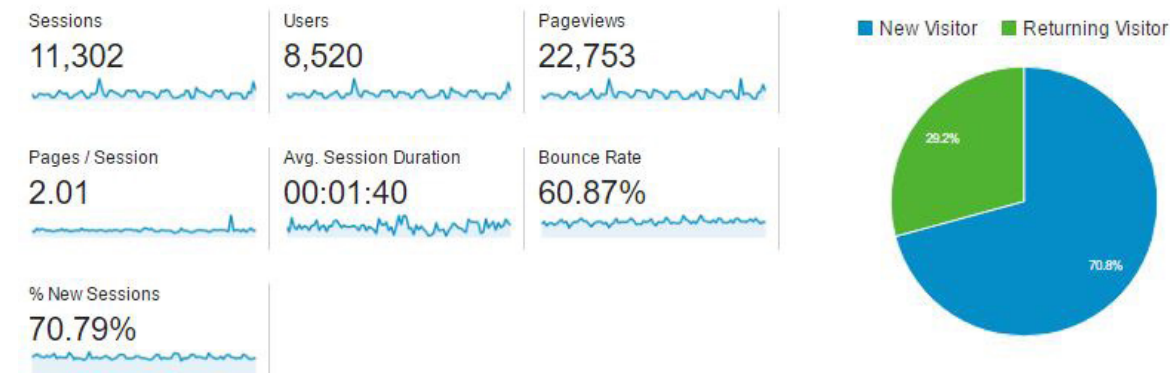 Sessions
11,302
Users
8,520
Pageviews
22,753
New Visitor
Returning Visitor
29.2%
70.8%
Pages / Session
2.01
Avg. Session Duration
00:01:40
Bounce Rate
60.87%
% New Sessions
70.79%